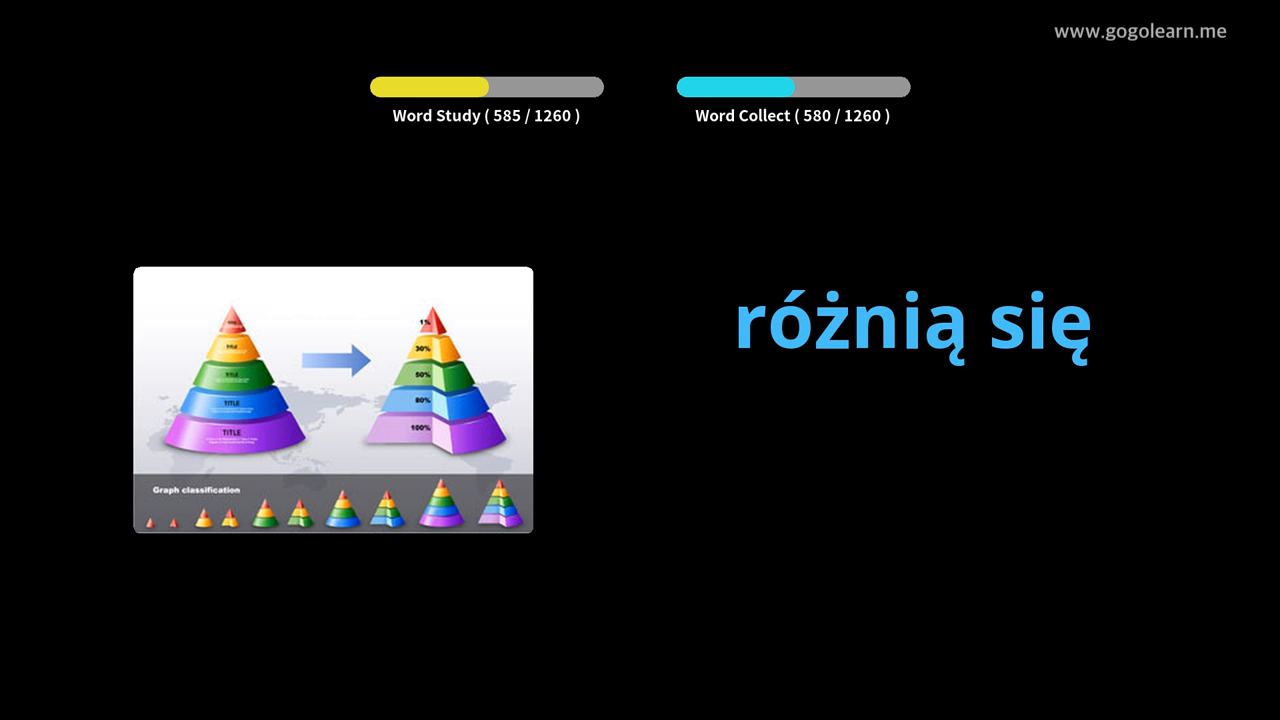 www.gogolearn.me
Word Study ( 585 / 1260 )
Word Collect ( 580 / 1260 )
różnią się
TITLE
TITLE
TITLE
TITLE
1%
30%
50%
80%
100%
Graph classification